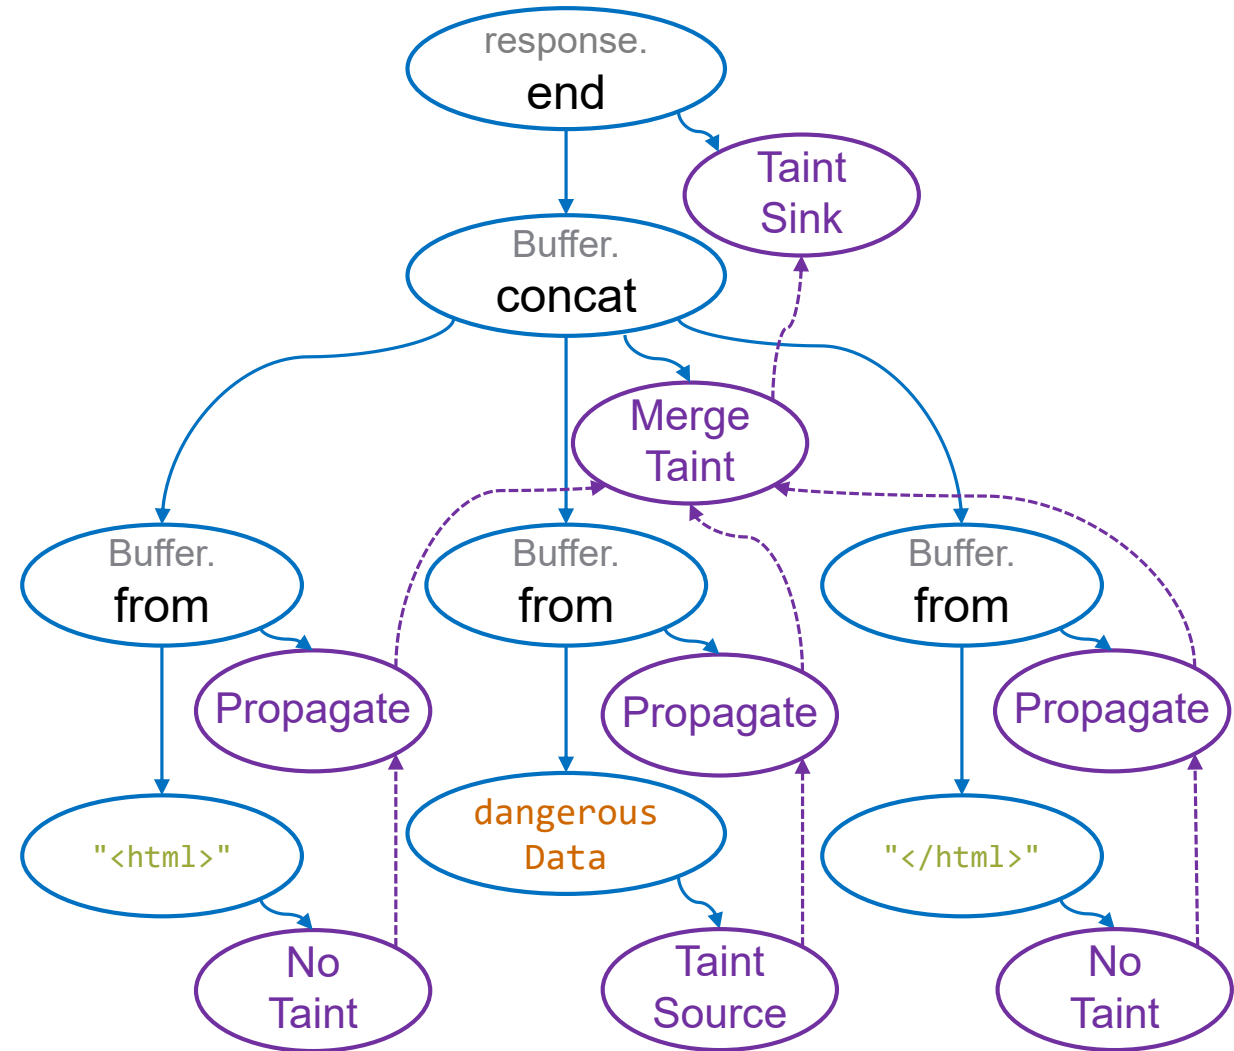 response.
end
Taint
Sink
Buffer.
concat
Merge
Taint
Buffer.
from
Buffer.
from
Buffer.
from
Propagate
Propagate
Propagate
"<html>"
dangerous
Data
"</html>"
No
Taint
Taint
Source
No
Taint